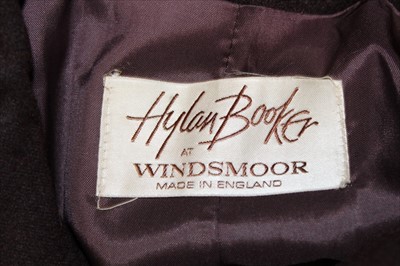 Hylan Booker
AT
WINDSMOOR
MADE IN ENGLAND